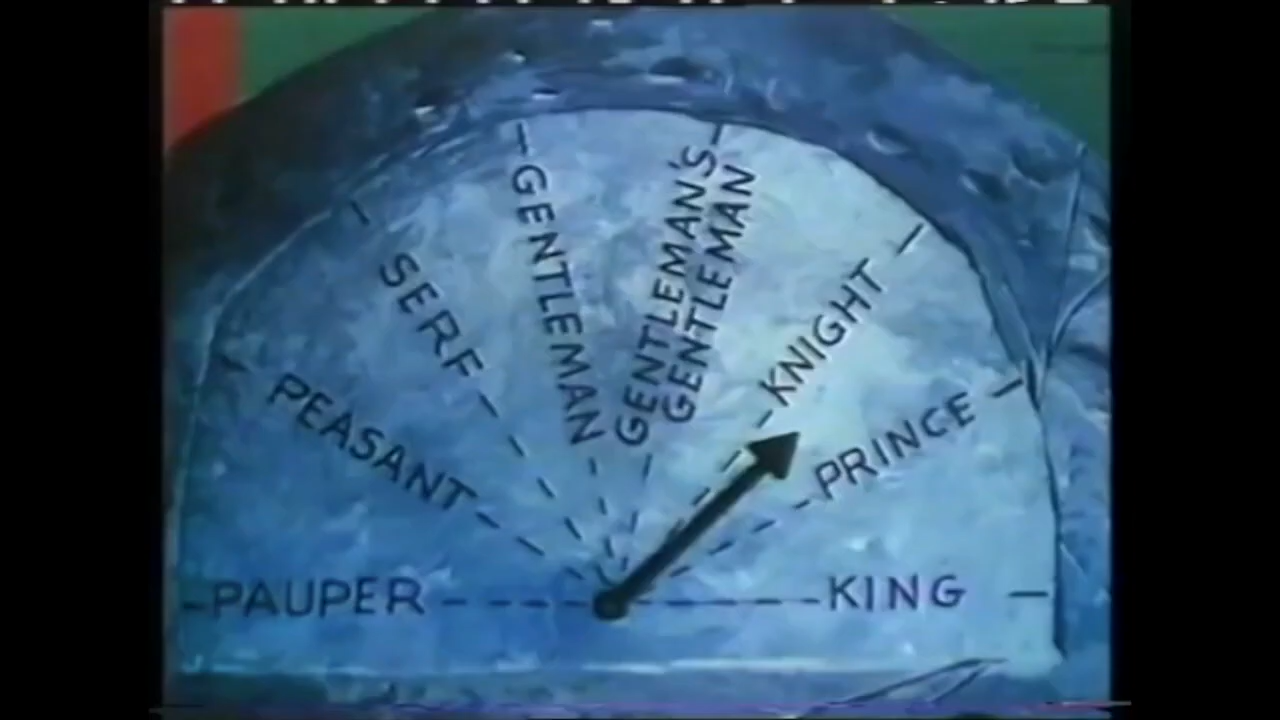 PAUPER
PEASANT
SERF
GENTLEMAN
GENTLEMAN'S
GENTLEMAN
KNIGHT
PRINCE
KING